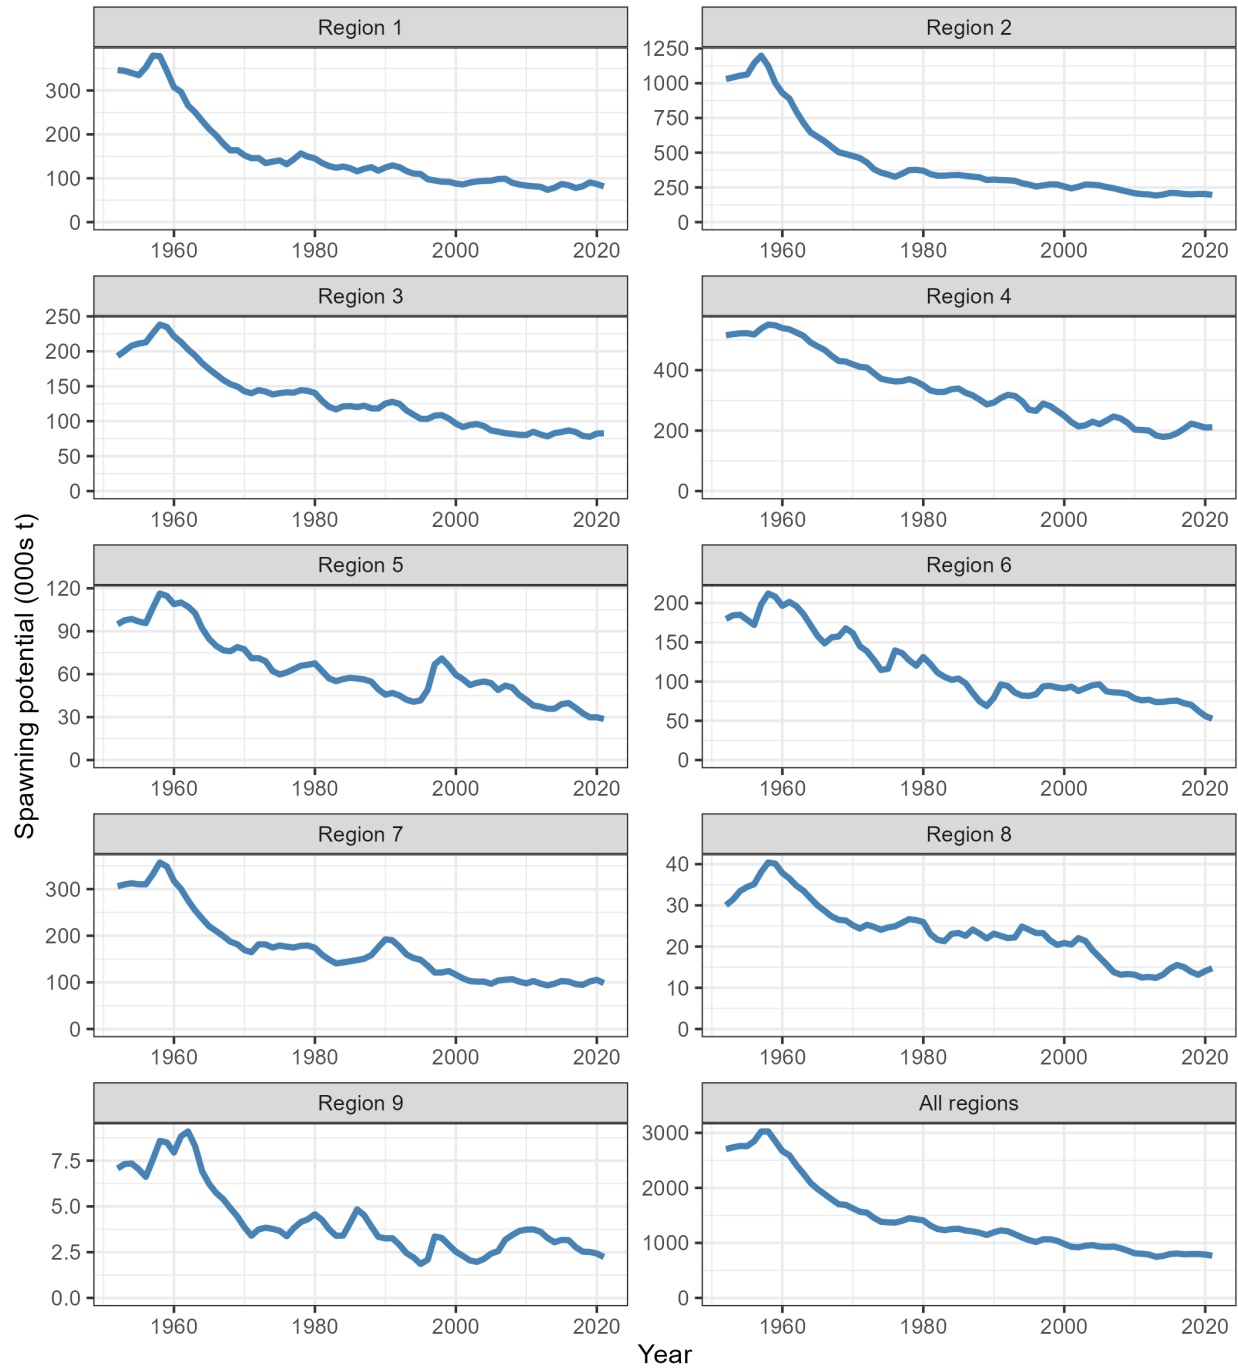 Region 1
Region 2
300
200
100
0
1960 1980 2000 2020
1250
1000
750
500
250
0
1960 1980 2000 2020
Region 3
Region 4
250
200
150
100
50
0
1960 1980 2000 2020
400
200
0
1960 1980 2000 2020
Spawning potential (000s t)
Region 5
Region 6
120
90
60
30
0
1960 1980 2000 2020
200
150
100
50
0
1960 1980 2000 2020
Region 7
Region 8
300
200
100
0
1960 1980 2000 2020
40
30
20
10
0
1960 1980 2000 2020
Region 9
All regions
7.5
5.0
2.5
0.0
1960 1980 2000 2020
3000
2000
1000
0
1960 1980 2000 2020
Year